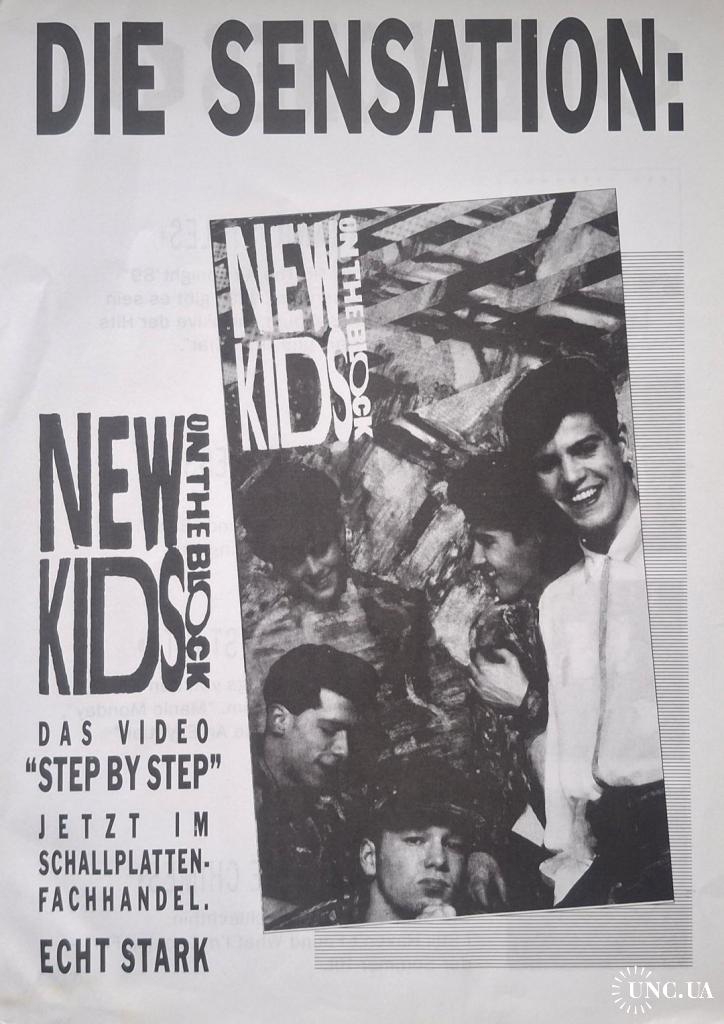 DIE SENSATION:
NEW
KIDS
ON THE BLOCK
NEW
KIDS
ON THE BLOCK
DAS VIDEO
"STEP BY STEP"
JETZT IM
SCHALLPLATTEN-
FACHHANDEL.
ECHT STARK
UNC.UA